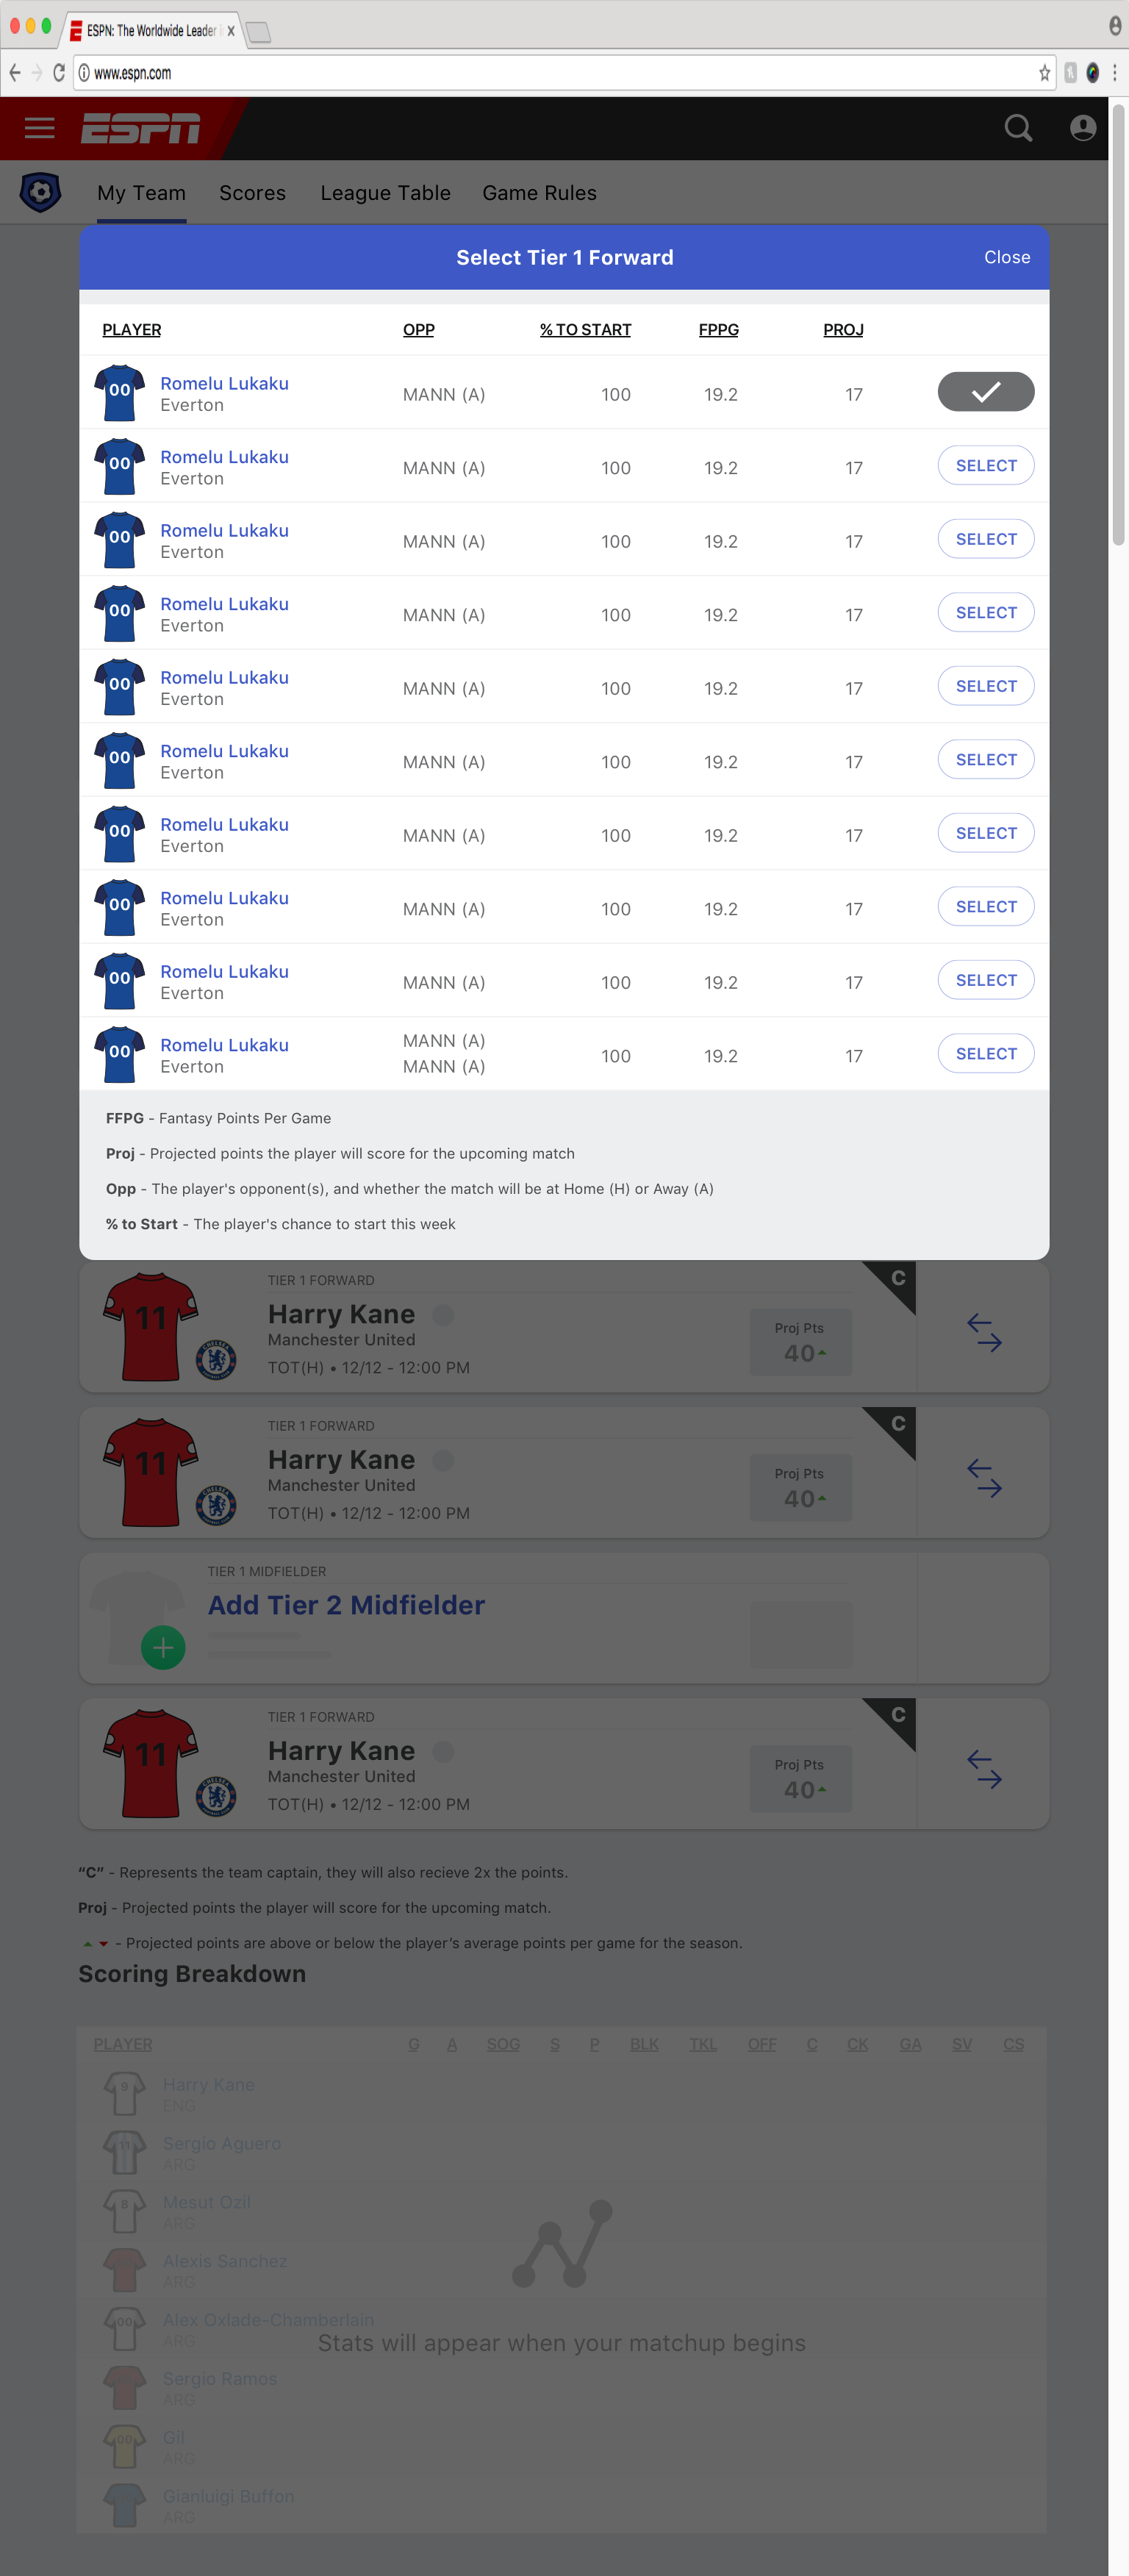 ESPN: The Worldwide Leader i
www.espn.com
ESPN
My Team Scores League Table Game Rules
Select Tier 1 Forward Close
PLAYER OPP % TO START FPPG PROJ
00 Romelu Lukaku
Everton MANN (A) 100 19.2 17
00 Romelu Lukaku
Everton MANN (A) 100 19.2 17 SELECT
00 Romelu Lukaku
Everton MANN (A) 100 19.2 17 SELECT
00 Romelu Lukaku
Everton MANN (A) 100 19.2 17 SELECT
00 Romelu Lukaku
Everton MANN (A) 100 19.2 17 SELECT
00 Romelu Lukaku
Everton MANN (A) 100 19.2 17 SELECT
00 Romelu Lukaku
Everton MANN (A) 100 19.2 17 SELECT
00 Romelu Lukaku
Everton MANN (A) 100 19.2 17 SELECT
00 Romelu Lukaku
Everton MANN (A) 100 19.2 17 SELECT
00 Romelu Lukaku MANN (A)
Everton MANN (A) 100 19.2 17 SELECT
FFPG - Fantasy Points Per Game
Proj - Projected points the player will score for the upcoming match
Opp - The player's opponent(s), and whether the match will be at Home (H) or Away (A)
% to Start - The player's chance to start this week
TIER 1 FORWARD C
11 Harry Kane Proj Pts
Manchester United 40
CHELSEA TOT(H) • 12/12 - 12:00 PM
TIER 1 FORWARD C
11 Harry Kane Proj Pts
Manchester United 40
CHELSEA TOT(H) • 12/12 - 12:00 PM
TIER 1 MIDFIELDER
Add Tier 2 Midfielder
TIER 1 FORWARD C
11 Harry Kane Proj Pts
Manchester United 40
CHELSEA TOT(H) • 12/12 - 12:00 PM
“C” - Represents the team captain, they will also recieve 2x the points.
Proj - Projected points the player will score for the upcoming match.
- Projected points are above or below the player’s average points per game for the season.
Scoring Breakdown
PLAYER G A SOG S P BLK TKL OFF C CK GA SV CS
9 Harry Kane
ENG
11 Sergio Aguero
ARG
8 Mesut Ozil
ARG
Alexis Sanchez
ARG
00 Alex Oxlade-Chamberlain
ARG
Stats will appear when your matchup begins
Sergio Ramos
ARG
00 Gil
ARG
Gianluigi Buffon
ARG